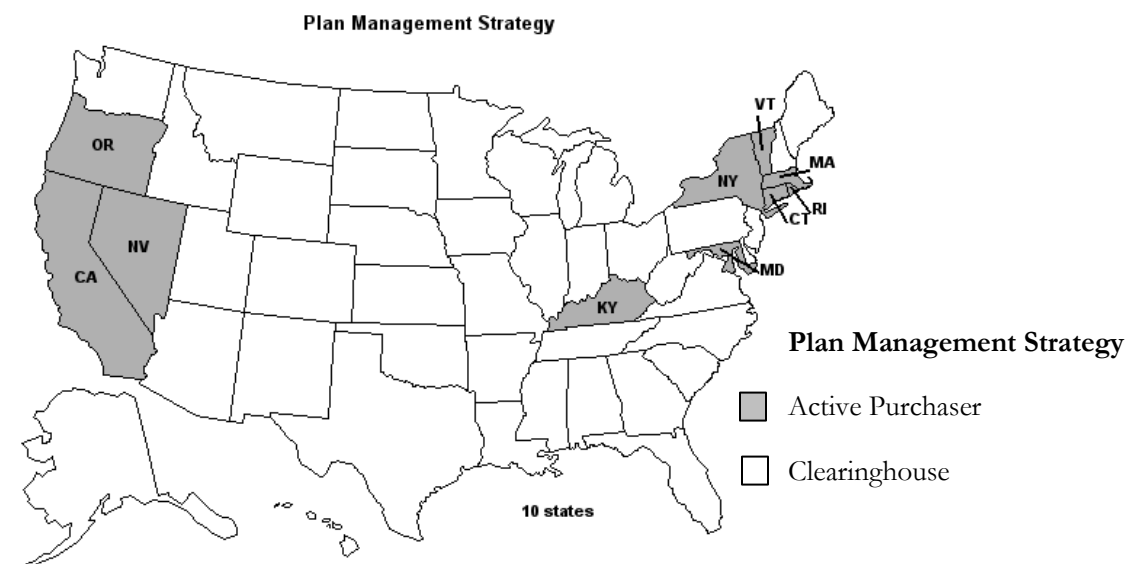 Plan Management Strategy
VT
OR
MA
NY
RI
CT
NV
MD
CA
KY
Plan Management Strategy
Active Purchaser
Clearinghouse
10 states